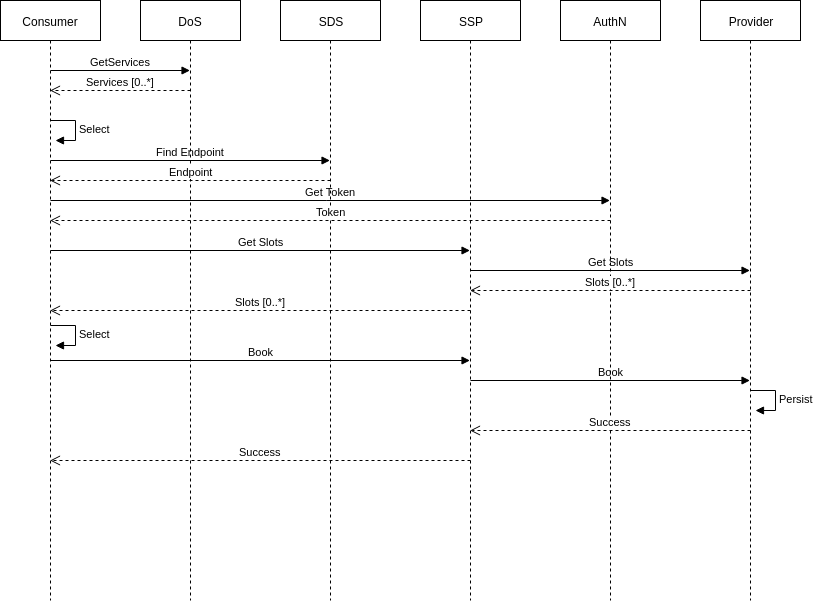 Consumer
DoS
SDS
SSP
AuthN
Provider
GetServices
Services [0..*]
Select
Find Endpoint
Endpoint
Get Token
Token
Get Slots
Get Slots
Slots [0..*]
Slots [0..*]
Select
Book
Book
Persist
Success
Success